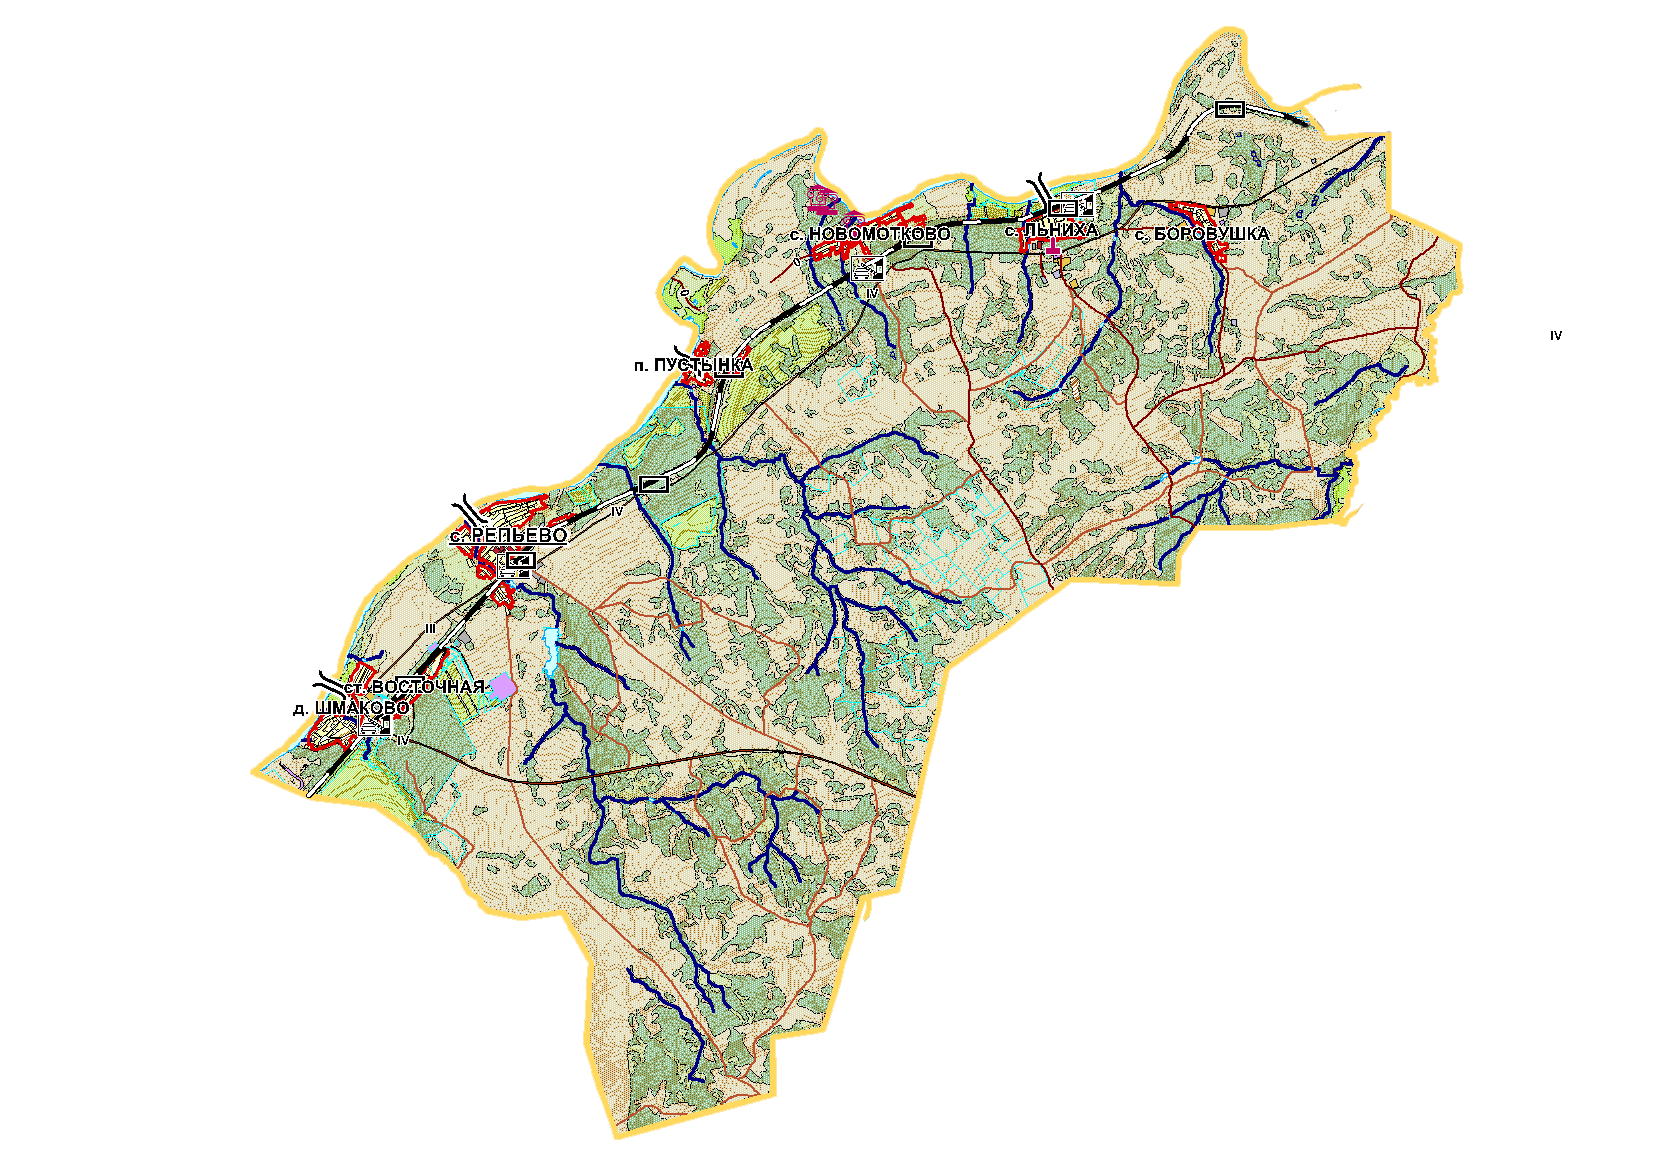 с. НОВОМОТКОВО
с. ЛЬНИХА
с. БОРОВУШКА
IV
IV
п. ПУСТЫНКА
IV
с. РЕПЬЕВО
III
ст. ВОСТОЧНАЯ
д. ШМАКОВО
IV